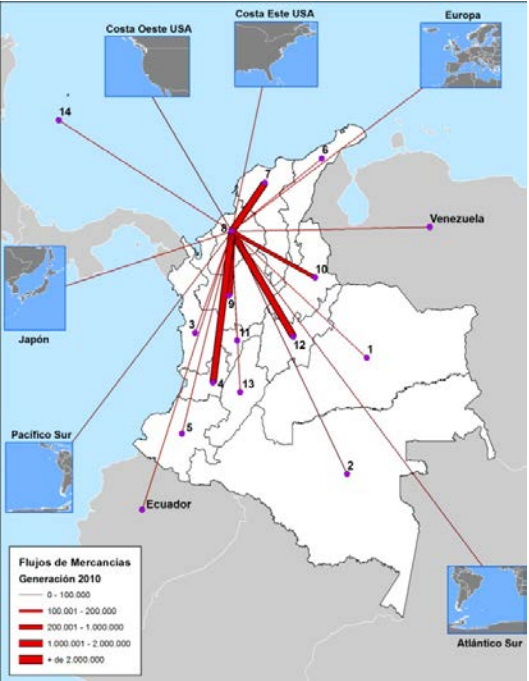 Costa Oeste USA
Costa Este USA
Europa
14
6
7
8
Venezuela
10
9
Japón
3
11
12
1
4
13
Pacífico Sur
5
2
Ecuador
Flujos de Mercancias
Generación 2010
0 - 100.000
100.001 - 200.000
200.001 - 1.000.000
1.000.001 - 2.000.000
+ de 2.000.000
Atlántico Sur